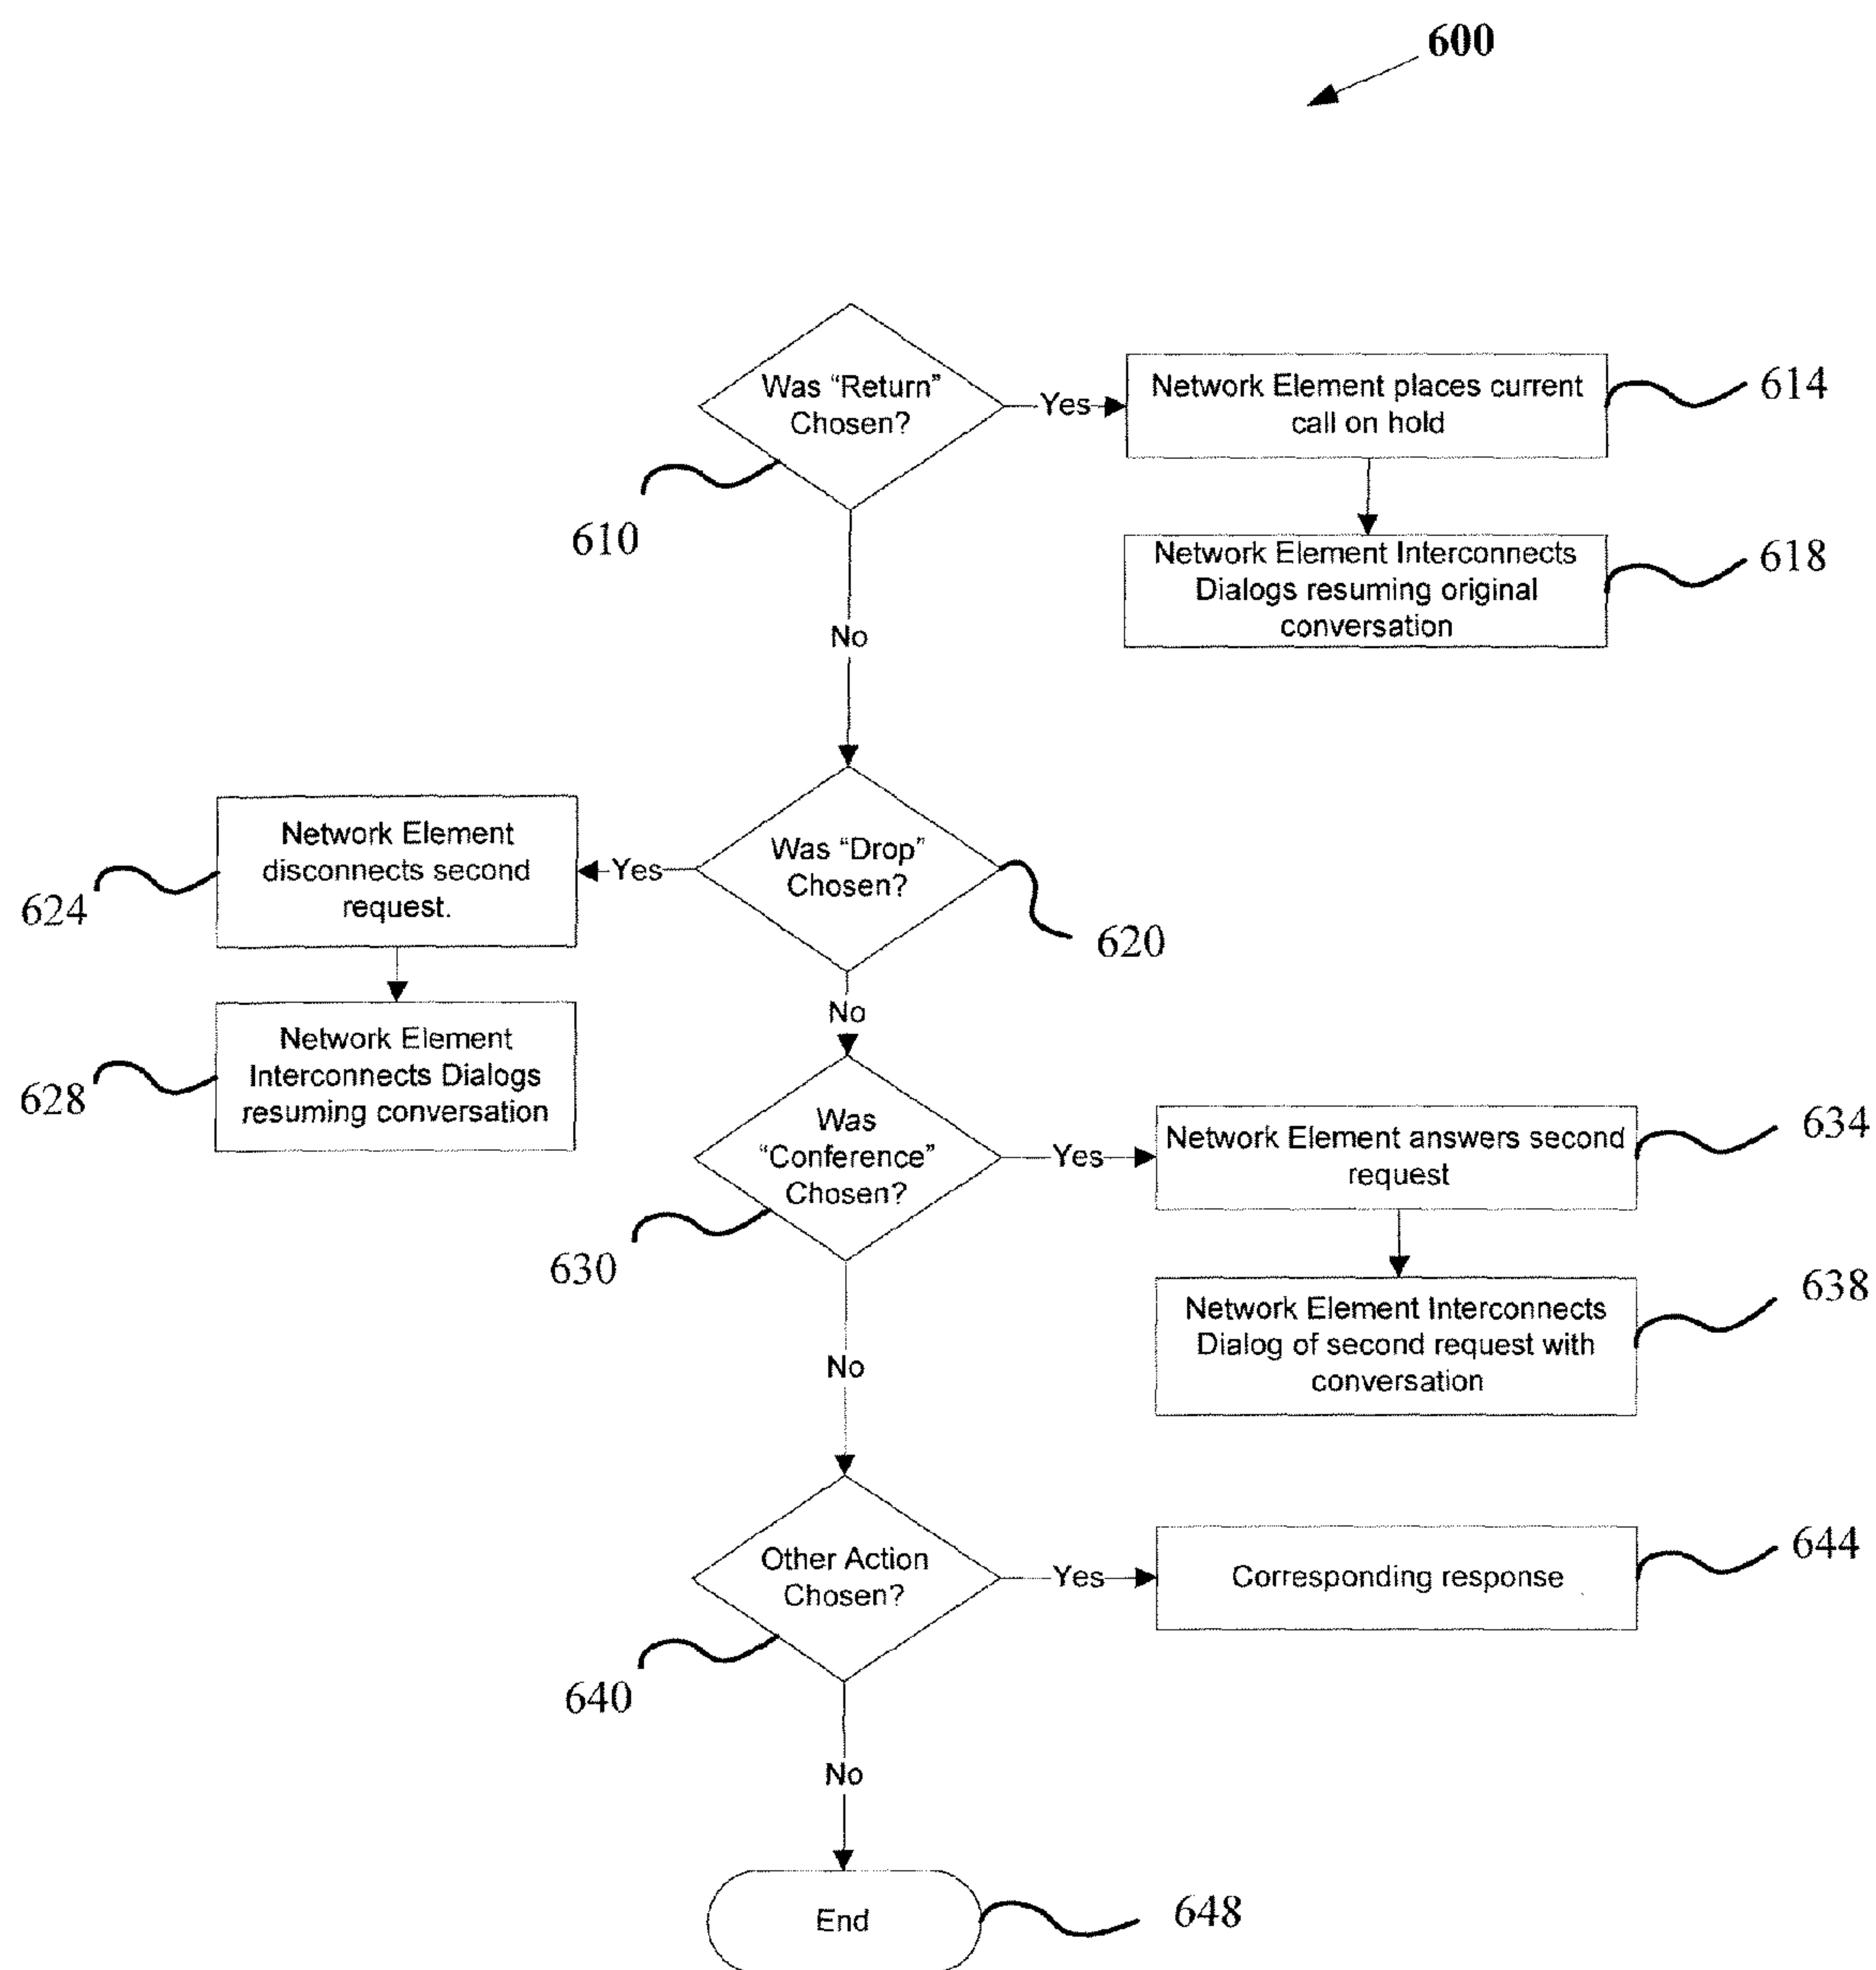 600
Was “Return”
Chosen?
Yes
Network Element places current
call on hold
614
610
Network Element Interconnects
Dialogs resuming original
conversation
618
No
Network Element
disconnects second
request.
624
Yes
Was “Drop”
Chosen?
620
No
Network Element
Interconnects Dialogs
resuming conversation
628
Was
“Conference”
Chosen?
Yes
Network Element answers second
request
634
630
Network Element Interconnects
Dialog of second request with
conversation
638
No
Other Action
Chosen?
Yes
Corresponding response
644
640
No
End
648